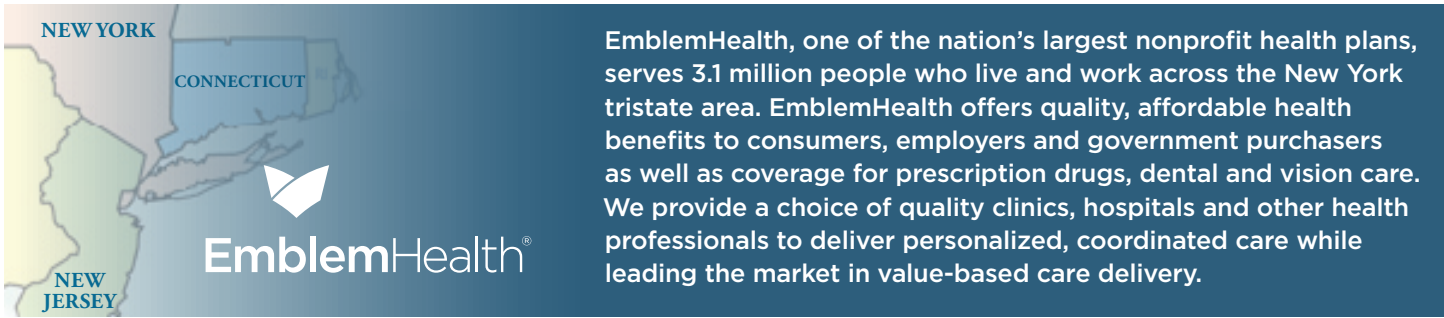 NEW YORK
CONNECTICUT
NEW
JERSEY
EmblemHealth®
EmblemHealth, one of the nation’s largest nonprofit health plans,
serves 3.1 million people who live and work across the New York
tristate area. EmblemHealth offers quality, affordable health
benefits to consumers, employers and government purchasers
as well as coverage for prescription drugs, dental and vision care.
We provide a choice of quality clinics, hospitals and other health
professionals to deliver personalized, coordinated care while
leading the market in value-based care delivery.